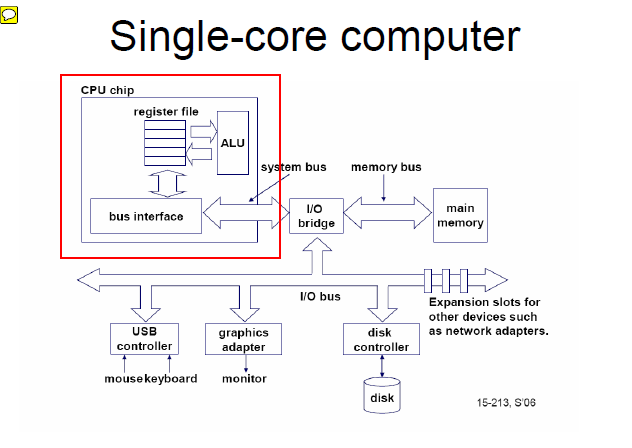 Single-core computer
CPU chip
register file
ALU
system bus
memory bus
bus interface
I/O
bridge
main
memory
I/O bus
Expansion slots for
other devices such
as network adapters.
USB
controller
graphics
adapter
disk
controller
mouse keyboard
monitor
disk
15-213, S'06